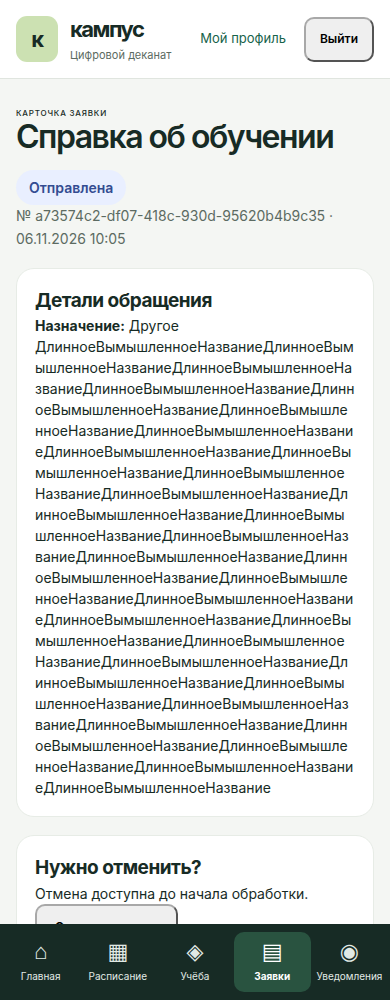 к
кампус
Цифровой деканат
Мой профиль
Выйти
КАРТОЧКА ЗАЯВКИ
Справка об обучении
Отправлена
№ a73574c2-df07-418c-930d-95620b4b9c35 ·
06.11.2026 10:05
Детали обращения
Назначение: Другое
ДлинноеВымышленноеНазваниеДлинноеВым
ышленноеНазваниеДлинноеВымышленноеНа
званиеДлинноеВымышленноеНазваниеДлинн
оеВымышленноеНазваниеДлинноеВымышле
нноеНазваниеДлинноеВымышленноеНазвани
еДлинноеВымышленноеНазваниеДлинноеВы
мышленноеНазваниеДлинноеВымышленное
НазваниеДлинноеВымышленноеНазваниеДл
инноеВымышленноеНазваниеДлинноеВымы
шленноеНазваниеДлинноеВымышленноеНаз
ваниеДлинноеВымышленноеНазваниеДлинн
оеВымышленноеНазваниеДлинноеВымышле
нноеНазваниеДлинноеВымышленноеНазвани
еДлинноеВымышленноеНазваниеДлинноеВы
мышленноеНазваниеДлинноеВымышленное
НазваниеДлинноеВымышленноеНазваниеДл
инноеВымышленноеНазваниеДлинноеВымы
шленноеНазваниеДлинноеВымышленноеНаз
ваниеДлинноеВымышленноеНазваниеДлинн
оеВымышленноеНазваниеДлинноеВымышле
нноеНазваниеДлинноеВымышленноеНазвани
еДлинноеВымышленноеНазвание
Нужно отменить?
Отмена доступна до начала обработки.
Главная
Расписание
Учёба
Заявки
Уведомления